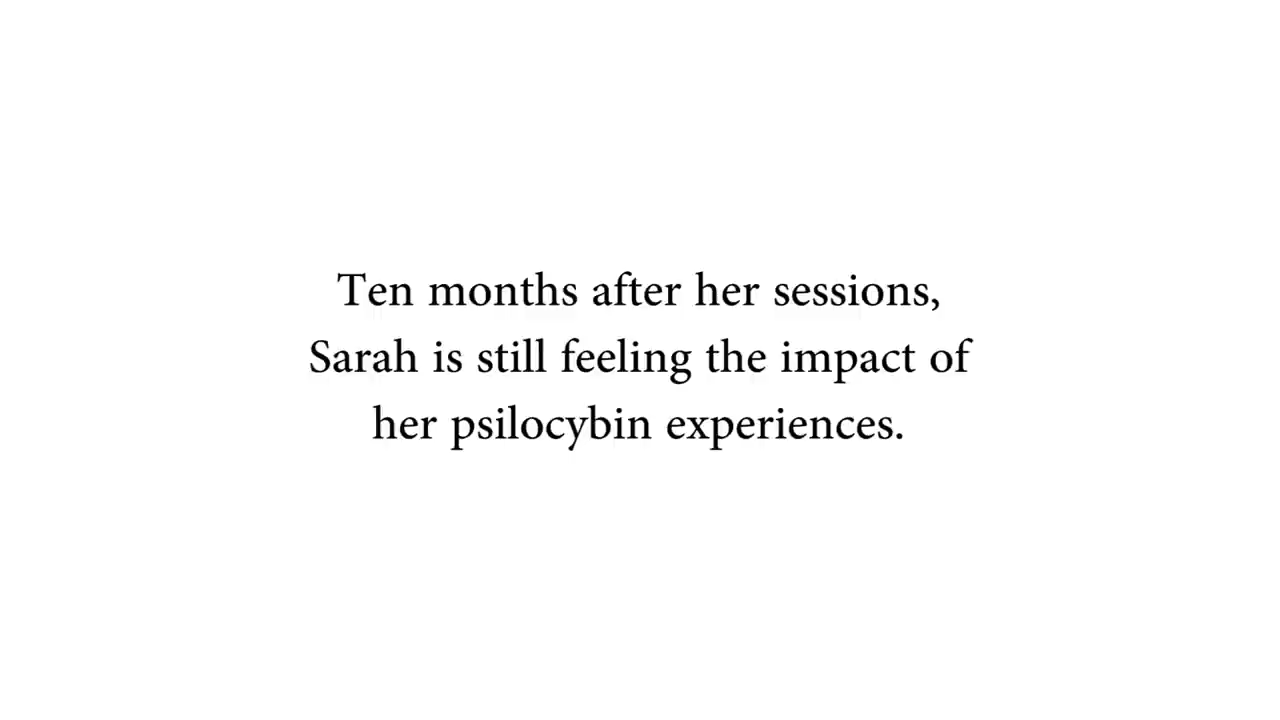 Ten months after her sessions,
Sarah is still feeling the impact of
her psilocybin experiences.